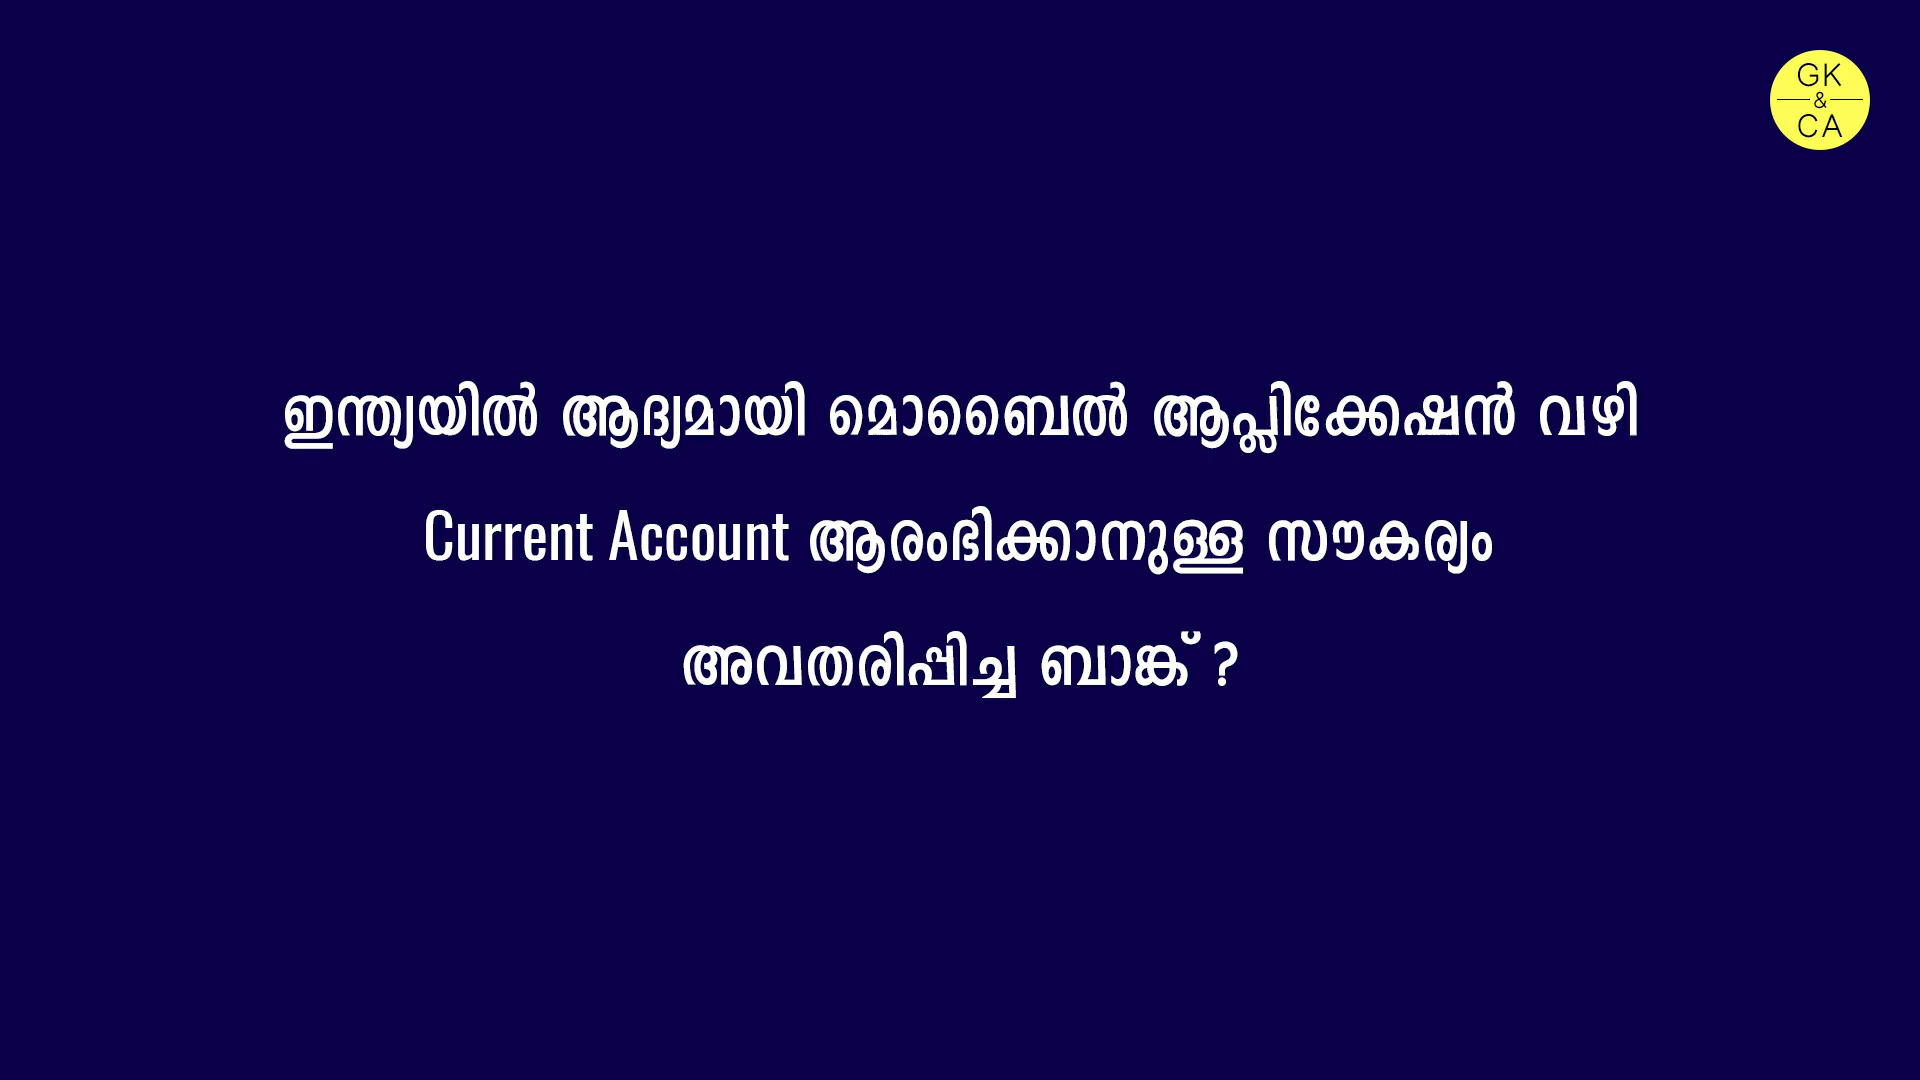 GK
&
CA
ഇന്ത്യയിൽ ആദ്യമായി മൊബൈൽ ആപ്ലിക്കേഷൻ വഴി
Current Account ആരംഭിക്കാനുള്ള സൗകര്യം
അവതരിപ്പിച്ച ബാങ്ക് ?